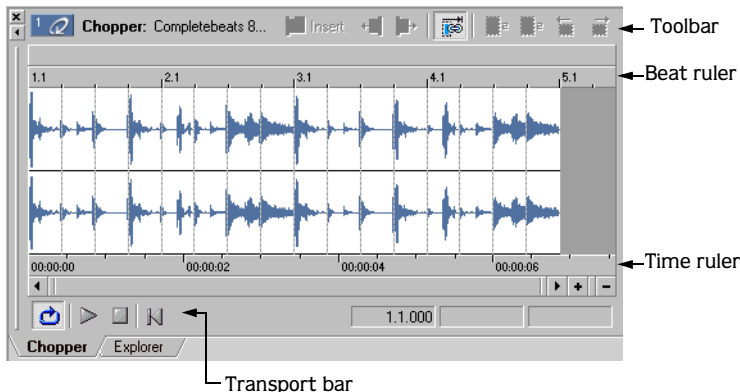 1 Chopper: Completebeats 8... Insert
Toolbar
Beat ruler
1.1 2.1 3.1 4.1 5.1
00:00:00 00:00:02 00:00:04 00:00:06
Time ruler
1.1.000
Chopper Explorer
Transport bar